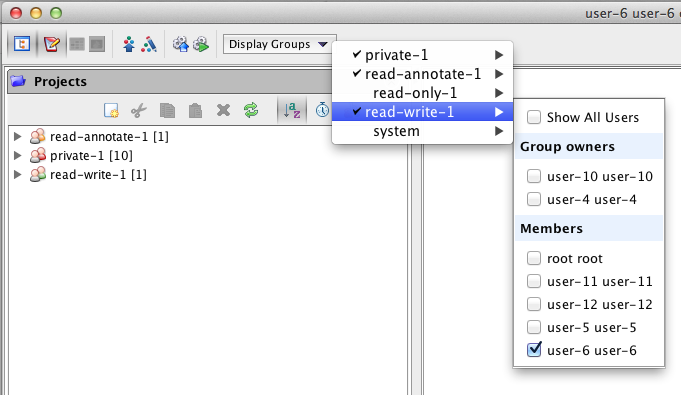 user-6 user-6
Display Groups
private-1
read-annotate-1
read-only-1
read-write-1
system
Projects
read-annotate-1 [1]
private-1 [10]
read-write-1 [1]
Show All Users
Group owners
user-10 user-10
user-4 user-4
Members
root root
user-11 user-11
user-12 user-12
user-5 user-5
user-6 user-6